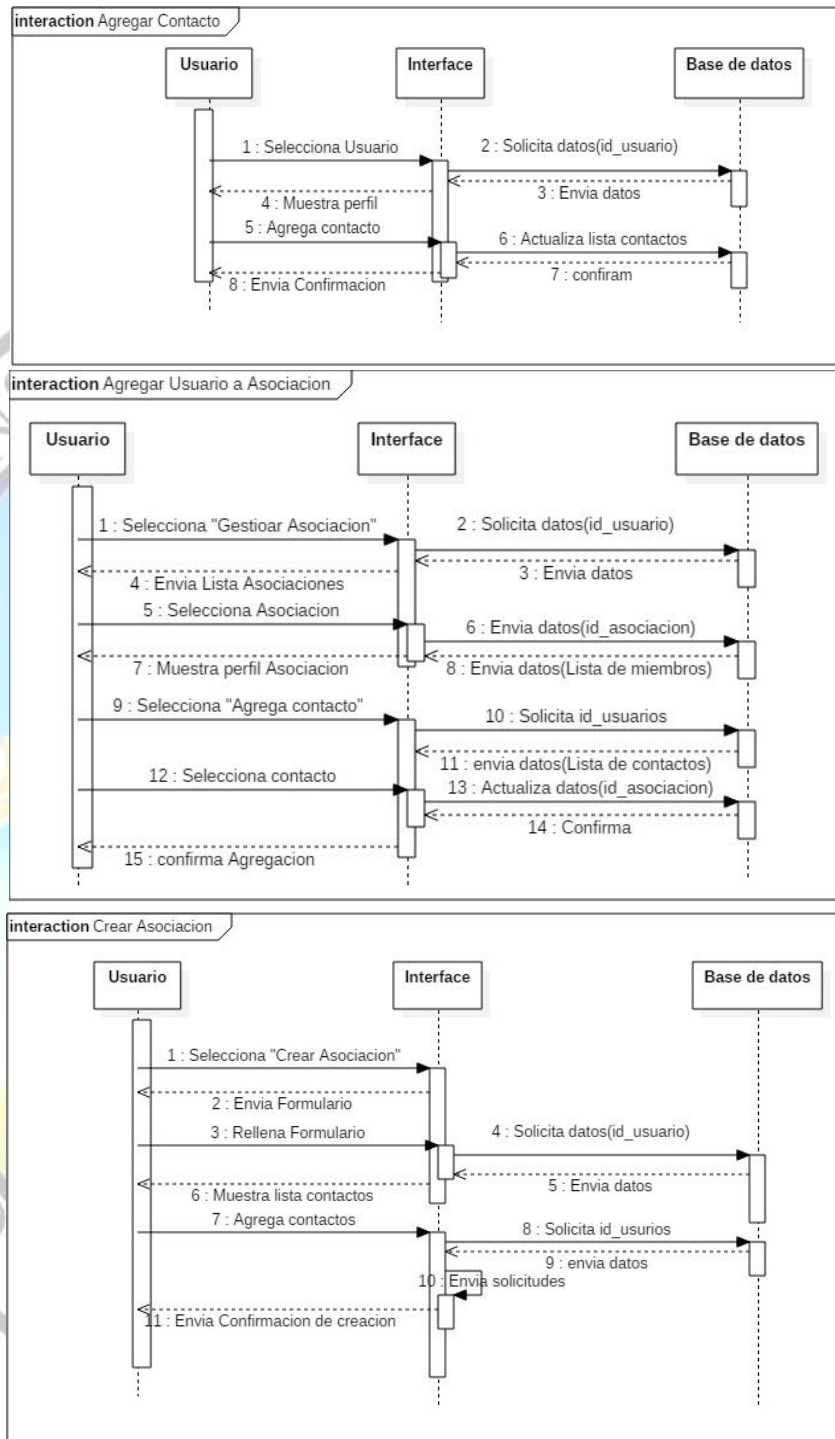 interaction Agregar Contacto
Usuario
Interface
Base de datos
1 : Selecciona Usuario
2 : Solicita datos(id_usuario)
3 : Envia datos
4 : Muestra perfil
5 : Agrega contacto
6 : Actualiza lista contactos
7 : confiram
8 : Envia Confirmacion
interaction Agregar Usuario a Asociacion
Usuario
Interface
Base de datos
1 : Selecciona "Gestioar Asociacion"
2 : Solicita datos(id_usuario)
3 : Envia datos
4 : Envia Lista Asociaciones
5 : Selecciona Asociacion
6 : Envia datos(id_asociacion)
7 : Muestra perfil Asociacion
8 : Envia datos(Lista de miembros)
9 : Selecciona "Agrega contacto"
10 : Solicita id_usuarios
11 : envia datos(Lista de contactos)
12 : Selecciona contacto
13 : Actualiza datos(id_asociacion)
14 : Confirma
15 : confirma Agregacion
interaction Crear Asociacion
Usuario
Interface
Base de datos
1 : Selecciona "Crear Asociacion"
2 : Envia Formulario
3 : Rellena Formulario
4 : Solicita datos(id_usuario)
5 : Envia datos
6 : Muestra lista contactos
7 : Agrega contactos
8 : Solicita id_usurios
9 : envia datos
10 : Envia solicitudes
11 : Envia Confirmacion de creacion